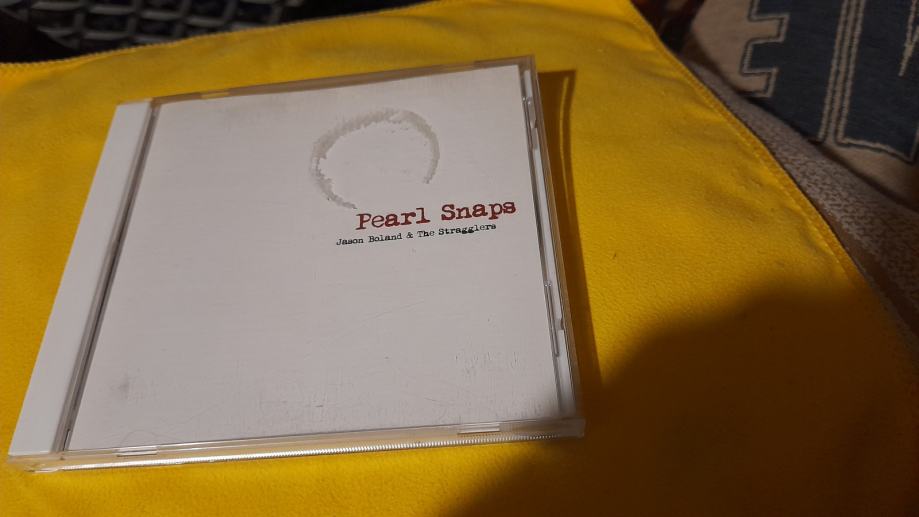 Pearl Snaps
Jason Boland & The Stragglers